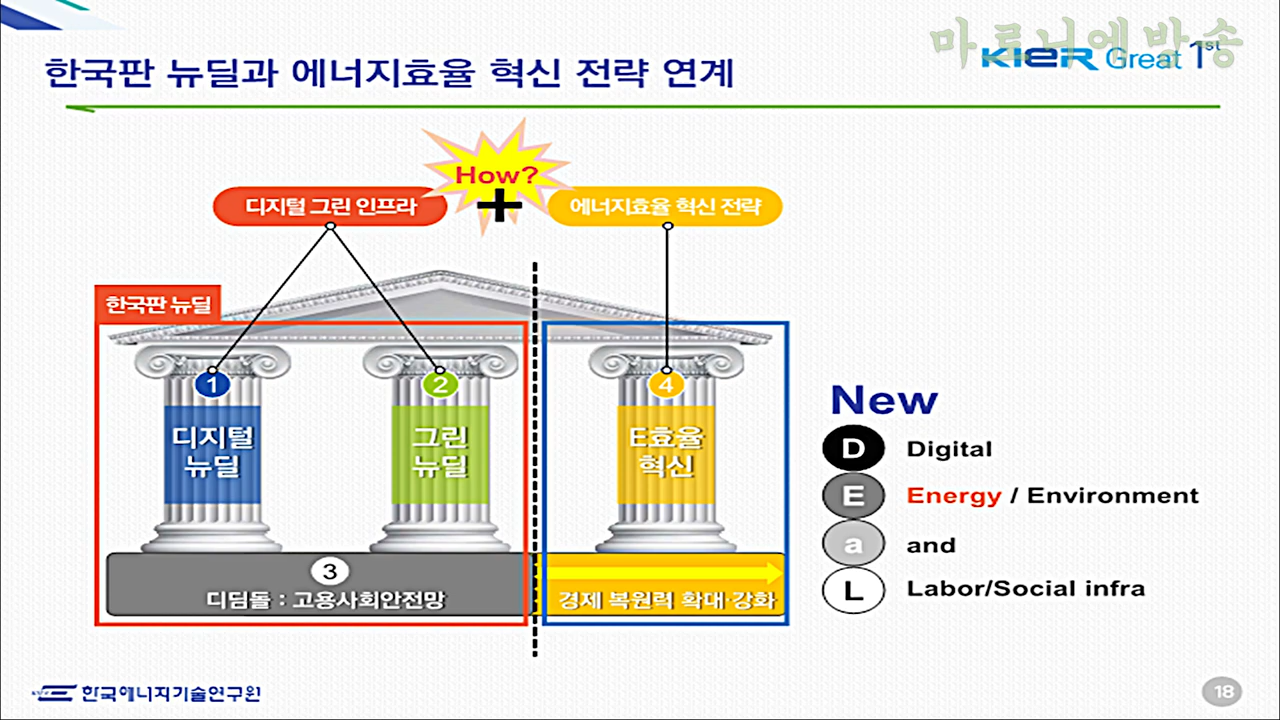 마로니에방송
한국판 뉴딜과 에너지효율 혁신 전략 연계
KIER Great 1st
How?
디지털 그린 인프라
+
에너지효율 혁신 전략
한국판 뉴딜
1
2
4
디지털
뉴딜
그린
뉴딜
E효율
혁신
3
디딤돌 : 고용사회안전망
경제 복원력 확대·강화
New
D Digital
E Energy / Environment
a and
L Labor/Social infra
한국에너지기술연구원
18